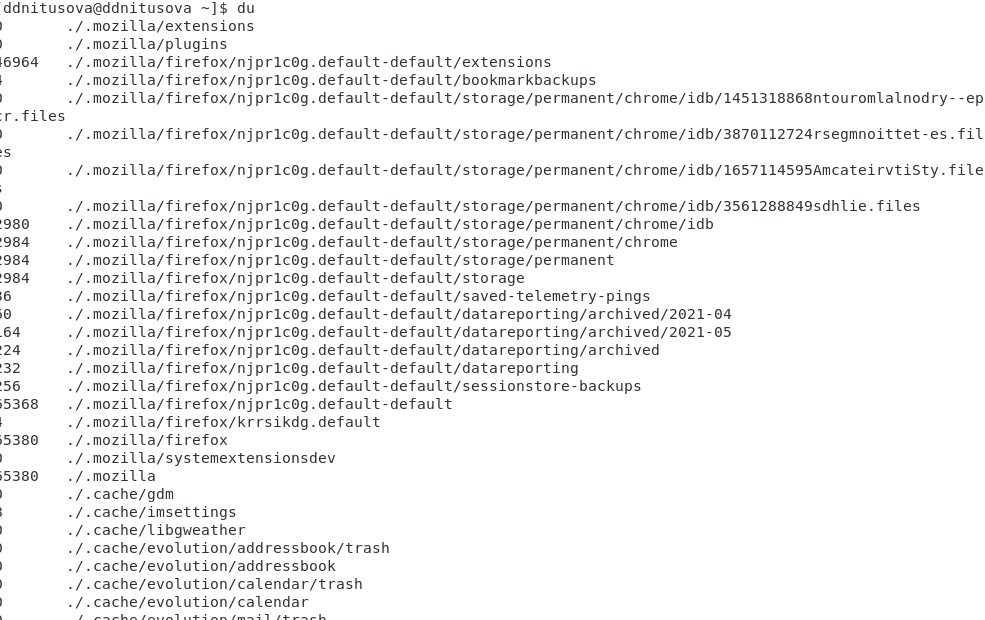 [ddnitusova@ddnitusova ~]$ du
0 ./.mozilla/extensions
0 ./.mozilla/plugins
46964 ./.mozilla/firefox/njpr1c0g.default-default/extensions
4 ./.mozilla/firefox/njpr1c0g.default-default/bookmarkbackups
0 ./.mozilla/firefox/njpr1c0g.default-default/storage/permanent/chrome/idb/1451318868ntouromlalnodry--ep
cr.files
0 ./.mozilla/firefox/njpr1c0g.default-default/storage/permanent/chrome/idb/3870112724rsegmnoittet-es.fil
es
0 ./.mozilla/firefox/njpr1c0g.default-default/storage/permanent/chrome/idb/1657114595AmcateirvtiSty.file
s
0 ./.mozilla/firefox/njpr1c0g.default-default/storage/permanent/chrome/idb/3561288849sdhlie.files
2980 ./.mozilla/firefox/njpr1c0g.default-default/storage/permanent/chrome/idb
2984 ./.mozilla/firefox/njpr1c0g.default-default/storage/permanent/chrome
2984 ./.mozilla/firefox/njpr1c0g.default-default/storage/permanent
2984 ./.mozilla/firefox/njpr1c0g.default-default/storage
36 ./.mozilla/firefox/njpr1c0g.default-default/saved-telemetry-pings
60 ./.mozilla/firefox/njpr1c0g.default-default/datareporting/archived/2021-04
164 ./.mozilla/firefox/njpr1c0g.default-default/datareporting/archived/2021-05
224 ./.mozilla/firefox/njpr1c0g.default-default/datareporting/archived
232 ./.mozilla/firefox/njpr1c0g.default-default/datareporting
256 ./.mozilla/firefox/njpr1c0g.default-default/sessionstore-backups
65368 ./.mozilla/firefox/njpr1c0g.default-default
4 ./.mozilla/firefox/krrsikdg.default
65380 ./.mozilla/firefox
0 ./.mozilla/systemextensionsdev
65380 ./.mozilla
0 ./.cache/gdm
8 ./.cache/imsettings
0 ./.cache/libgweather
0 ./.cache/evolution/addressbook/trash
0 ./.cache/evolution/addressbook
0 ./.cache/evolution/calendar/trash
0 ./.cache/evolution/calendar
./.cache/evolution/mail/trash